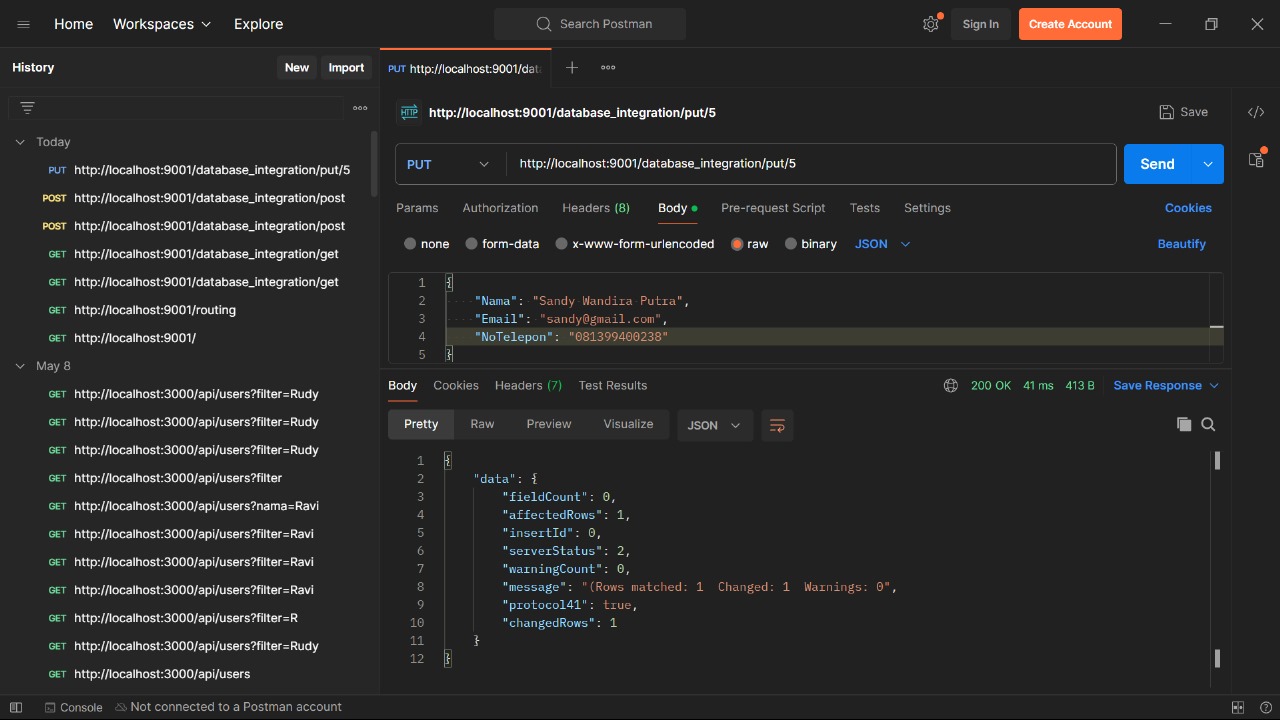 Home Workspaces Explore Search Postman Sign In Create Account
History New Import
PUT http://localhost:9001/dat
http://localhost:9001/database_integration/put/5 Save
PUT http://localhost:9001/database_integration/put/5 Send
Params Authorization Headers (8) Body Pre-request Script Tests Settings Cookies
none form-data x-www-form-urlencoded raw binary JSON Beautify
1 {
2 "Nama": "Sandy Wandira Putra",
3 "Email": "sandy@gmail.com",
4 "NoTelepon": "081399400238"
5 }
Today
PUT http://localhost:9001/database_integration/put/5
POST http://localhost:9001/database_integration/post
POST http://localhost:9001/database_integration/post
GET http://localhost:9001/database_integration/get
GET http://localhost:9001/database_integration/get
GET http://localhost:9001/routing
GET http://localhost:9001/
May 8
GET http://localhost:3000/api/users?filter=Rudy
GET http://localhost:3000/api/users?filter=Rudy
GET http://localhost:3000/api/users?filter=Rudy
GET http://localhost:3000/api/users?filter
GET http://localhost:3000/api/users?nama=Ravi
GET http://localhost:3000/api/users?filter=Ravi
GET http://localhost:3000/api/users?filter=Ravi
GET http://localhost:3000/api/users?filter=Ravi
GET http://localhost:3000/api/users?filter=R
GET http://localhost:3000/api/users?filter=Rudy
GET http://localhost:3000/api/users
Body Cookies Headers (7) Test Results 200 OK 41 ms 413 B Save Response
Pretty Raw Preview Visualize JSON
1 {
2 "data": {
3 "fieldCount": 0,
4 "affectedRows": 1,
5 "insertId": 0,
6 "serverStatus": 2,
7 "warningCount": 0,
8 "message": "(Rows matched: 1  Changed: 1  Warnings: 0",
9 "protocol41": true,
10 "changedRows": 1
11 }
12 }
Console Not connected to a Postman account